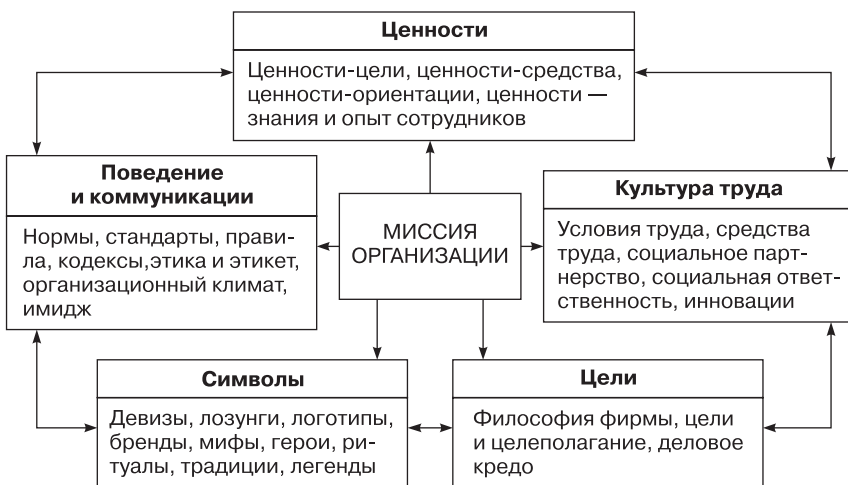 Ценности
Ценности-цели, ценности-средства,
ценности-ориентации, ценности —
знания и опыт сотрудников
Поведение
и коммуникации
Нормы, стандарты, прави-
ла, кодексы,этика и этикет,
организационный климат,
имидж
МИССИЯ
ОРГАНИЗАЦИИ
Культура труда
Условия труда, средства
труда, социальное парт-
нерство, социальная ответ-
ственность, инновации
Символы
Девизы, лозунги, логотипы,
бренды, мифы, герои, ри-
туалы, традиции, легенды
Цели
Философия фирмы, цели
и целеполагание, деловое
кредо